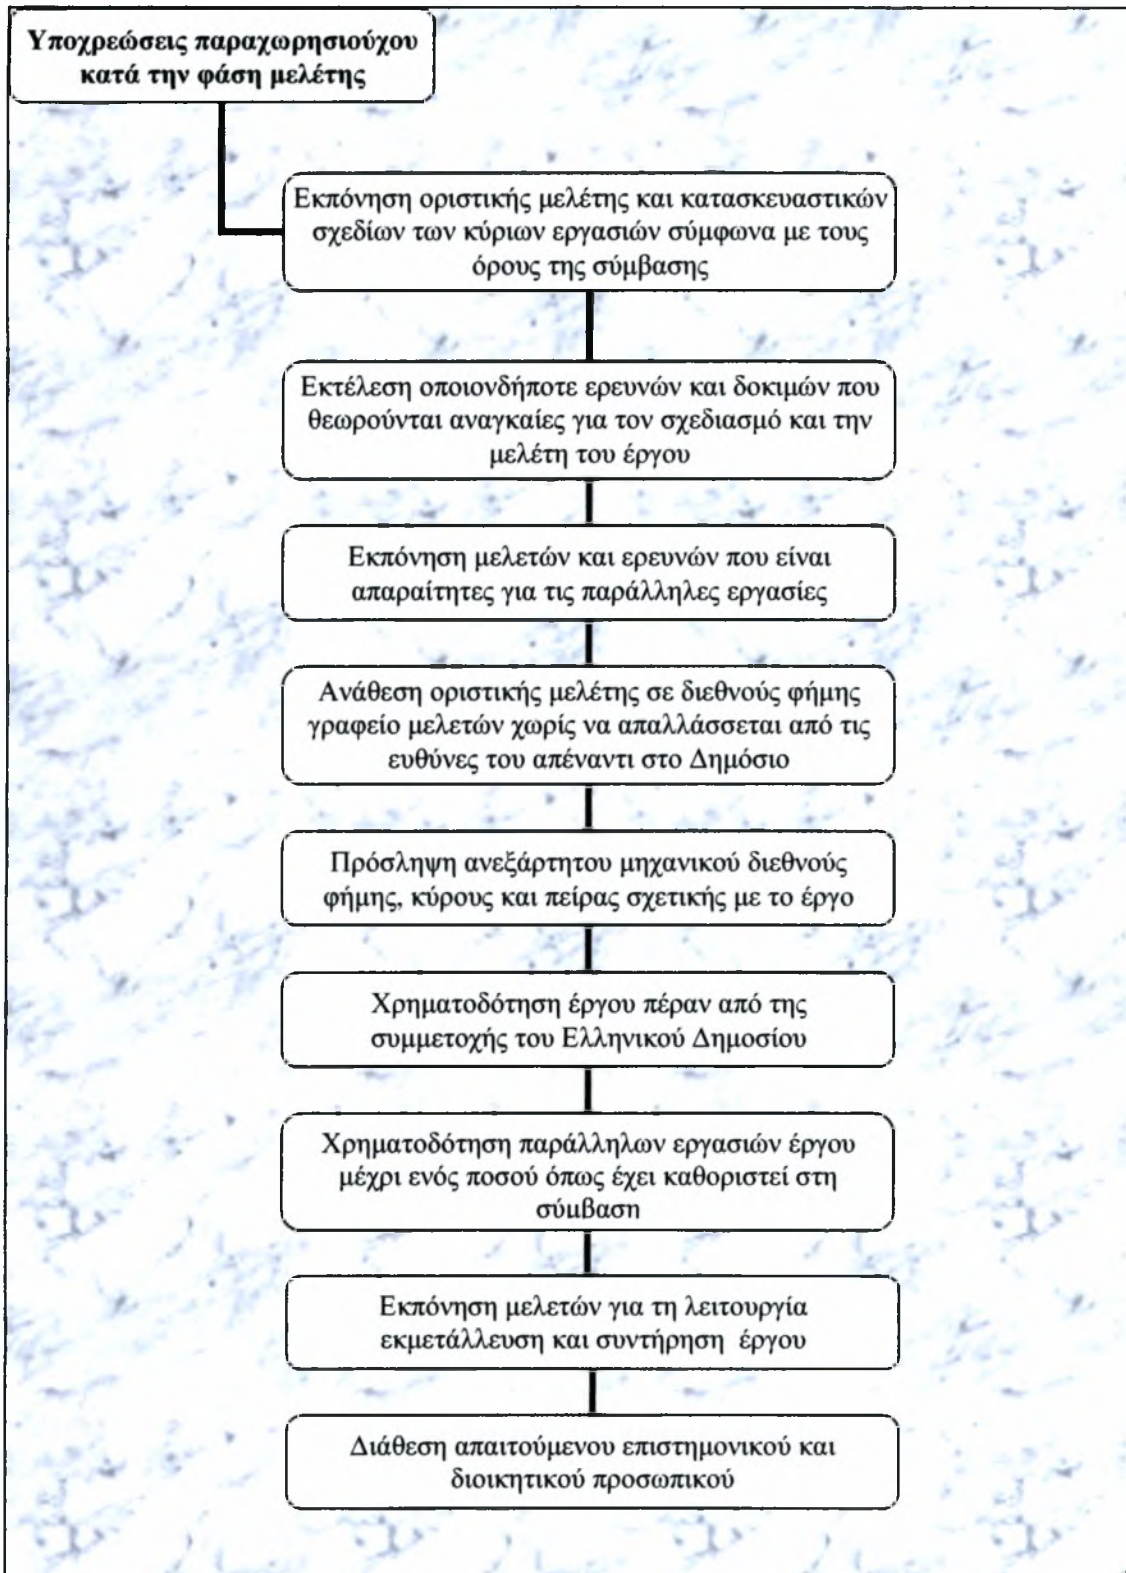 Υποχρεώσεις παραχωρησιούχου
κατά την φάση μελέτης
Εκπόνηση οριστικής μελέτης και κατασκευαστικών
σχεδίων των κύριων εργασιών σύμφωνα με τους
όρους της σύμβασης
Εκτέλεση οποιονδήποτε ερευνών και δοκιμών που
θεωρούνται αναγκαίες για τον σχεδιασμό και την
μελέτη του έργου
Εκπόνηση μελετών και ερευνών που είναι
απαραίτητες για τις παράλληλες εργασίες
Ανάθεση οριστικής μελέτης σε διεθνούς φήμης
γραφείο μελετών χωρίς να απαλλάσσεται από τις
ευθύνες του απέναντι στο Δημόσιο
Πρόσληψη ανεξάρτητου μηχανικού διεθνούς
φήμης, κύρους και πείρας σχετικής με το έργο
Χρηματοδότηση έργου πέραν από της
συμμετοχής του Ελληνικού Δημοσίου
Χρηματοδότηση παράλληλων εργασιών έργου
μέχρι ενός ποσού όπως έχει καθοριστεί στη
σύμβαση
Εκπόνηση μελετών για τη λειτουργία
εκμετάλλευση και συντήρηση έργου
Διάθεση απαιτούμενου επιστημονικού και
διοικητικού προσωπικού